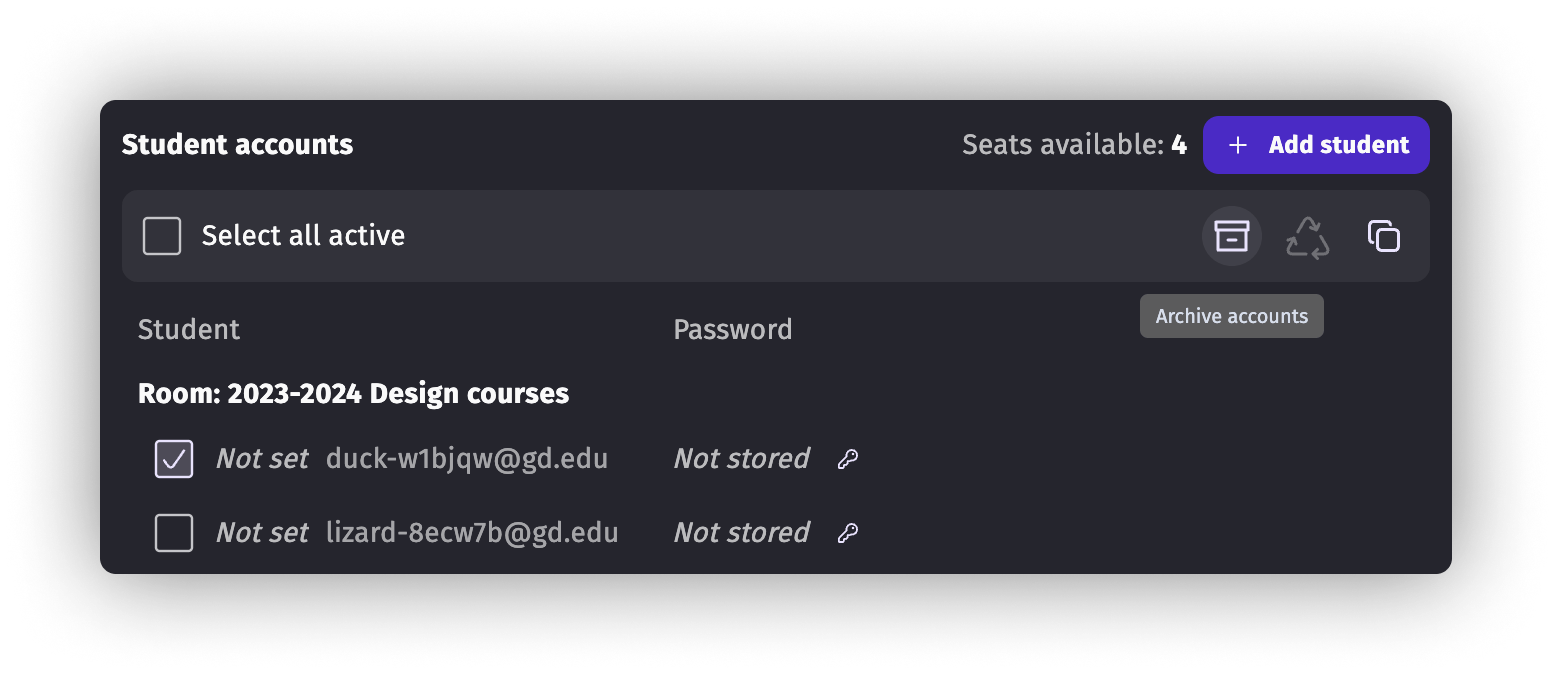 Student accounts
Seats available: 4
+ Add student
Select all active
Archive accounts
Student Password
Room: 2023-2024 Design courses
Not set duck-w1bjqw@gd.edu Not stored
Not set lizard-8ecw7b@gd.edu Not stored